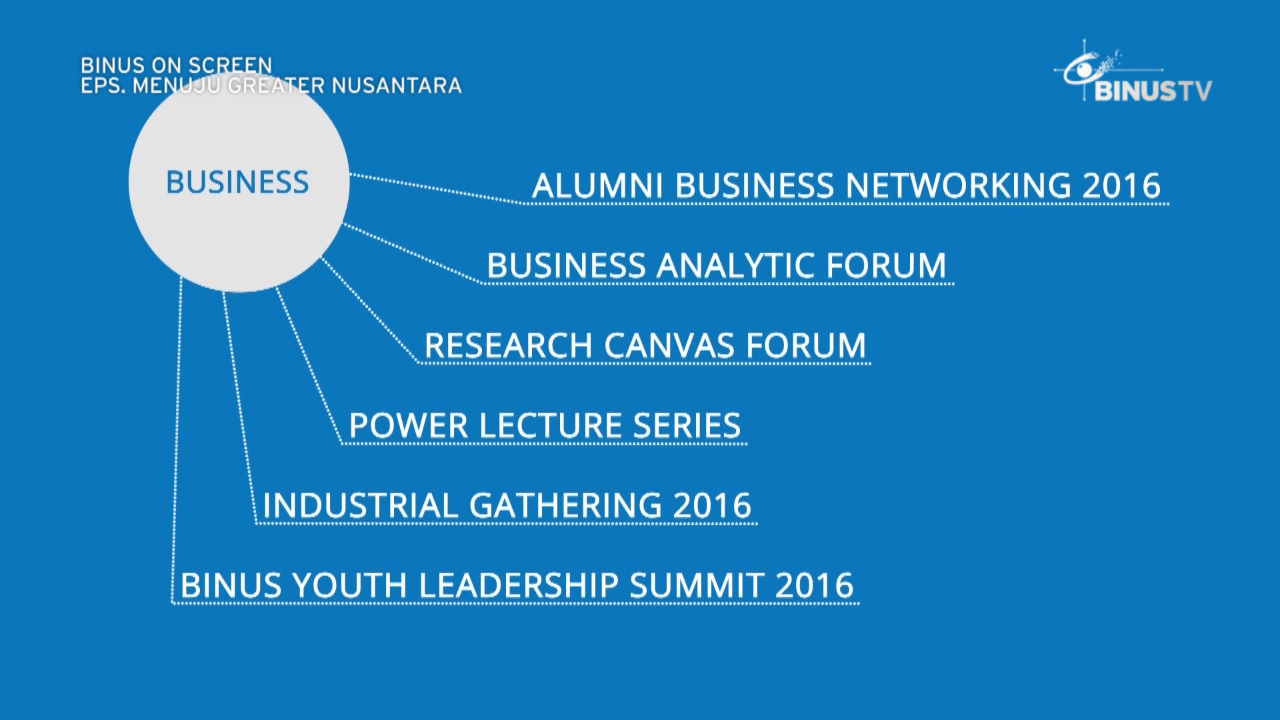 BINUS ON SCREEN
EPS. MENUJU GREATER NUSANTARA
BINUSTV
BUSINESS
ALUMNI BUSINESS NETWORKING 2016
BUSINESS ANALYTIC FORUM
RESEARCH CANVAS FORUM
POWER LECTURE SERIES
INDUSTRIAL GATHERING 2016
BINUS YOUTH LEADERSHIP SUMMIT 2016